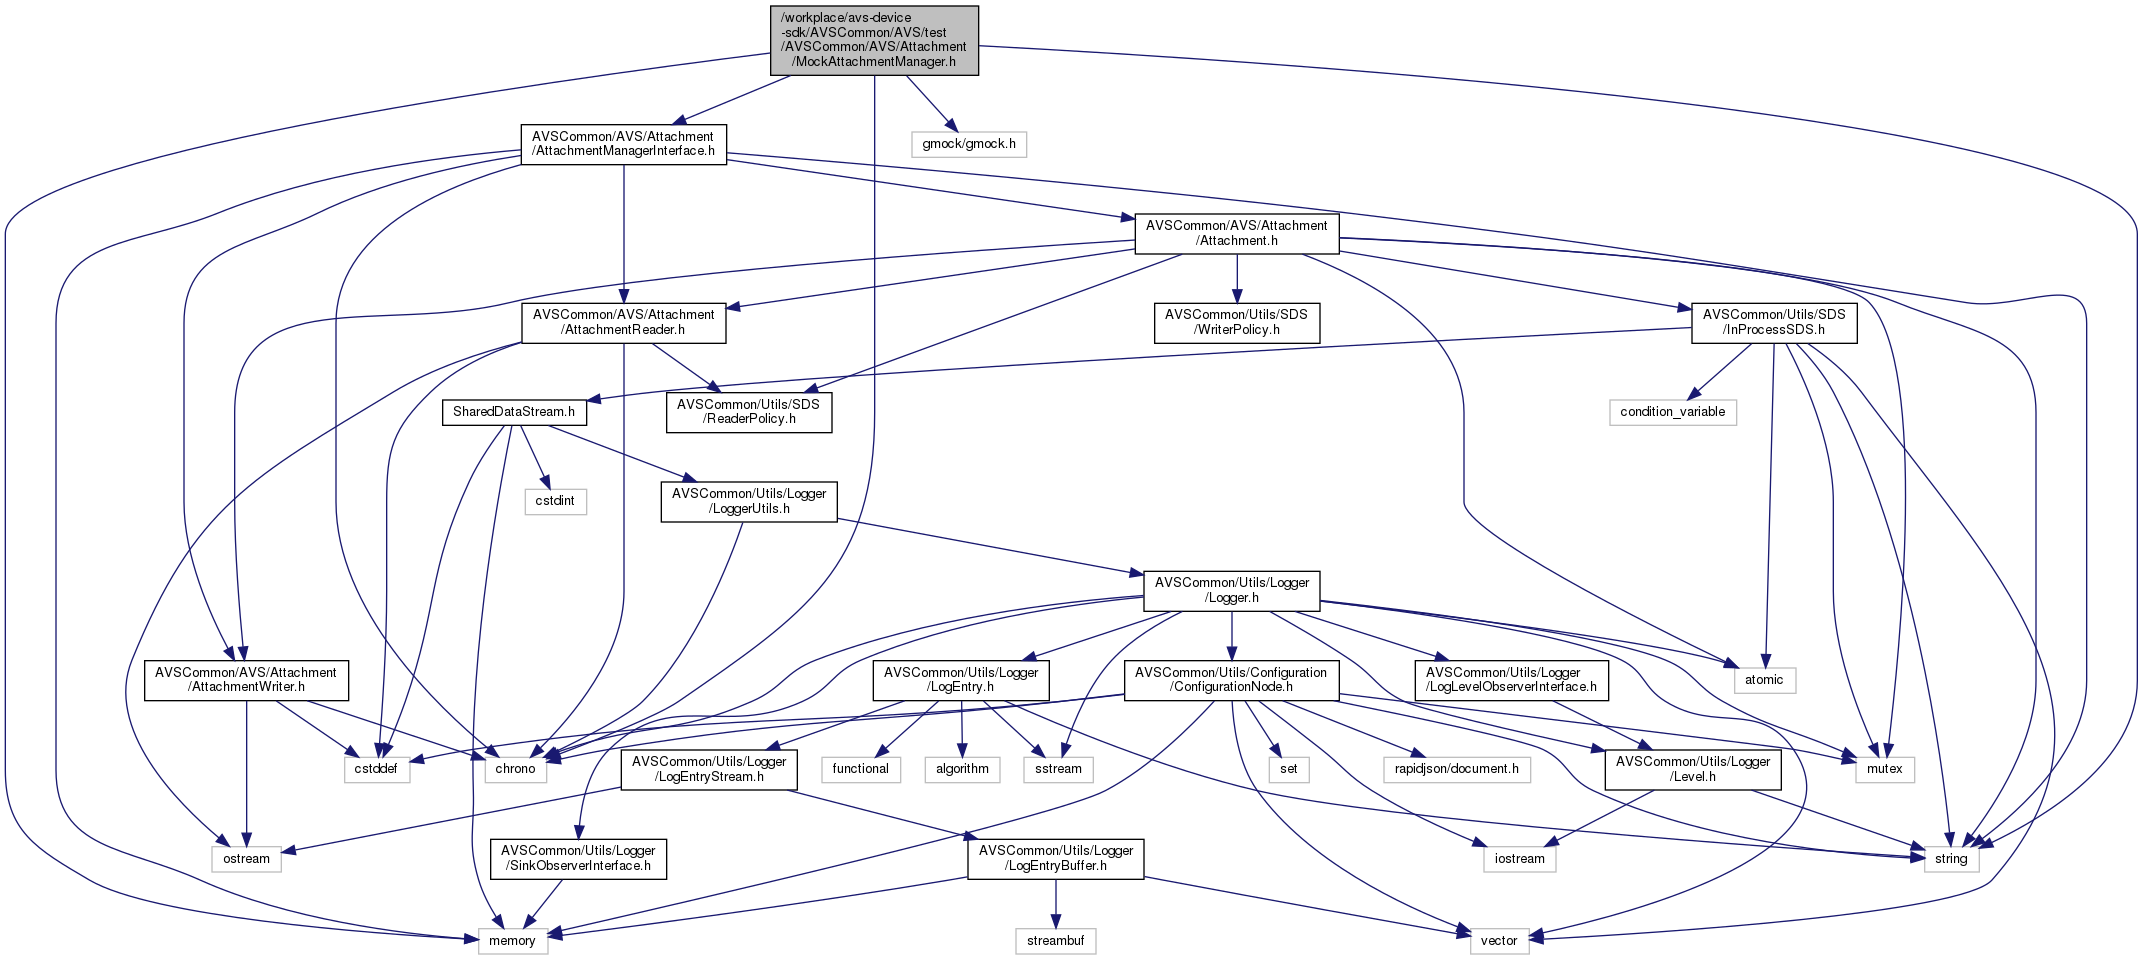 /workplace/avs-device
-sdk/AVSCommon/AVS/test
/AVSCommon/AVS/Attachment
/MockAttachmentManager.h
AVSCommon/AVS/Attachment
/AttachmentManagerInterface.h
gmock/gmock.h
AVSCommon/AVS/Attachment
/Attachment.h
AVSCommon/AVS/Attachment
/AttachmentReader.h
AVSCommon/Utils/SDS
/WriterPolicy.h
AVSCommon/Utils/SDS
/InProcessSDS.h
SharedDataStream.h
AVSCommon/Utils/SDS
/ReaderPolicy.h
condition_variable
cstdint
AVSCommon/Utils/Logger
/LoggerUtils.h
AVSCommon/Utils/Logger
/Logger.h
AVSCommon/AVS/Attachment
/AttachmentWriter.h
AVSCommon/Utils/Logger
/LogEntry.h
AVSCommon/Utils/Configuration
/ConfigurationNode.h
AVSCommon/Utils/Logger
/LogLevelObserverInterface.h
atomic
cstddef
chrono
AVSCommon/Utils/Logger
/LogEntryStream.h
functional
algorithm
sstream
set
rapidjson/document.h
AVSCommon/Utils/Logger
/Level.h
mutex
ostream
AVSCommon/Utils/Logger
/SinkObserverInterface.h
AVSCommon/Utils/Logger
/LogEntryBuffer.h
iostream
string
memory
streambuf
vector